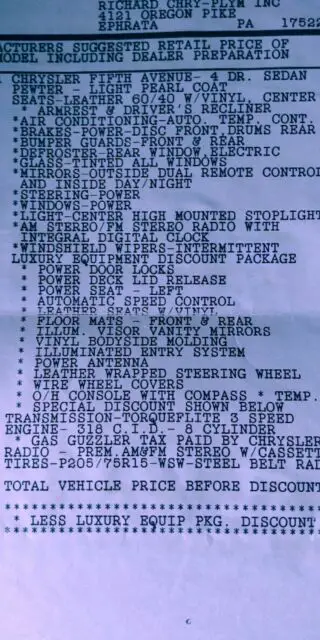 RICHARD CHRY-PLYM INC
4121 OREGON PIKE
EPHRATA PA 17522
ACTURERS SUGGESTED RETAIL PRICE OF
MODEL INCLUDING DEALER PREPARATION
CHRYSLER FIFTH AVENUE- 4 DR. SEDAN
PEWTER - LIGHT PEARL COAT
SEATS-LEATHER 60/40 W/VINYL, CENTER
* ARMREST & DRIVER'S RECLINER
*AIR CONDITIONING-AUTO. TEMP. CONT.
*BRAKES-POWER-DISC FRONT,DRUMS REAR
*BUMPER GUARDS-FRONT & REAR
*DEFROSTER-REAR WINDOW,ELECTRIC
*GLASS-TINTED ALL WINDOWS
*MIRRORS-OUTSIDE DUAL REMOTE CONTROL
AND INSIDE DAY/NIGHT
*STEERING-POWER
*WINDOWS-POWER
*LIGHT-CENTER HIGH MOUNTED STOPLIGHT
*AM STEREO/FM STEREO RADIO WITH
INTEGRAL DIGITAL CLOCK
*WINDSHIELD WIPERS-INTERMITTENT
LUXURY EQUIPMENT DISCOUNT PACKAGE
* POWER DOOR LOCKS
* POWER DECK LID RELEASE
* POWER SEAT - LEFT
* AUTOMATIC SPEED CONTROL
* LEATHER SEATS W/VINYL
* FLOOR MATS - FRONT & REAR
* ILLUM. VISOR VANITY MIRRORS
* VINYL BODYSIDE MOLDING
* ILLUMINATED ENTRY SYSTEM
* POWER ANTENNA
* LEATHER WRAPPED STEERING WHEEL
* WIRE WHEEL COVERS
* O/H CONSOLE WITH COMPASS * TEMP.
* SPECIAL DISCOUNT SHOWN BELOW
TRANSMISSION-TORQUEFLITE 3 SPEED
ENGINE- 318 C.I.D.- 8 CYLINDER
* GAS GUZZLER TAX PAID BY CHRYSLER
RADIO - PREM.AM&FM STEREO W/CASSETT
TIRES-P205/75R15-WSW-STEEL BELT RAD
TOTAL VEHICLE PRICE BEFORE DISCOUNT
***********************************
* LESS LUXURY EQUIP PKG. DISCOUNT
***********************************